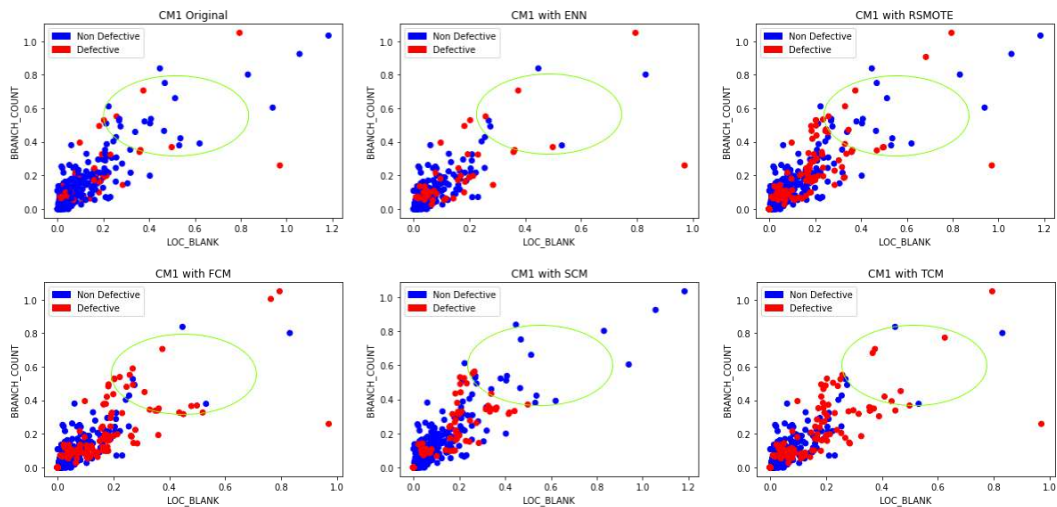 CM1 Original
CM1 with ENN
CM1 with RSMOTE
Non Defective
Defective
Non Defective
Defective
Non Defective
Defective
BRANCH_COUNT
1.0
0.8
0.6
0.4
0.2
0.0
BRANCH_COUNT
1.0
0.8
0.6
0.4
0.2
0.0
BRANCH_COUNT
1.0
0.8
0.6
0.4
0.2
0.0
0.0 0.2 0.4 0.6 0.8 1.0 1.2
0.0 0.2 0.4 0.6 0.8 1.0
0.0 0.2 0.4 0.6 0.8 1.0 1.2
LOC_BLANK
LOC_BLANK
LOC_BLANK
CM1 with FCM
CM1 with SCM
CM1 with TCM
Non Defective
Defective
Non Defective
Defective
Non Defective
Defective
BRANCH_COUNT
1.0
0.8
0.6
0.4
0.2
0.0
BRANCH_COUNT
1.0
0.8
0.6
0.4
0.2
0.0
BRANCH_COUNT
1.0
0.8
0.6
0.4
0.2
0.0
0.0 0.2 0.4 0.6 0.8 1.0
0.0 0.2 0.4 0.6 0.8 1.0 1.2
0.0 0.2 0.4 0.6 0.8 1.0
LOC_BLANK
LOC_BLANK
LOC_BLANK